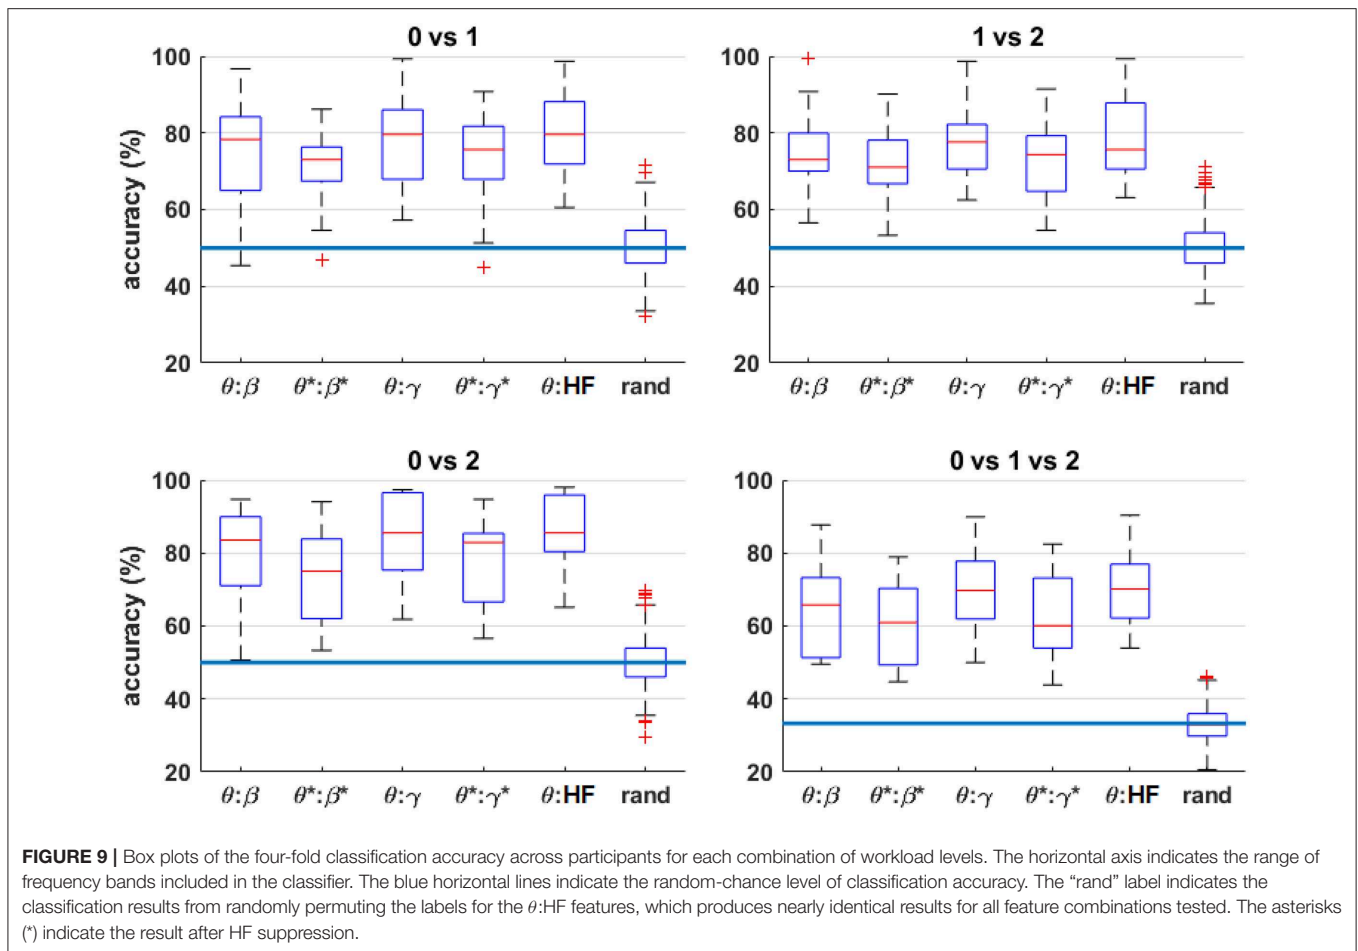 0 vs 1
1 vs 2
100
80
60
40
20
accuracy (%)
θ:β θ*:β* θ:γ θ*:γ* θ:HF rand
100
80
60
40
20
θ:β θ*:β* θ:γ θ*:γ* θ:HF rand
0 vs 2
0 vs 1 vs 2
100
80
60
40
20
accuracy (%)
θ:β θ*:β* θ:γ θ*:γ* θ:HF rand
100
80
60
40
20
θ:β θ*:β* θ:γ θ*:γ* θ:HF rand
FIGURE 9 | Box plots of the four-fold classification accuracy across participants for each combination of workload levels. The horizontal axis indicates the range of
frequency bands included in the classifier. The blue horizontal lines indicate the random-chance level of classification accuracy. The “rand” label indicates the
classification results from randomly permuting the labels for the θ:HF features, which produces nearly identical results for all feature combinations tested. The asterisks
(*) indicate the result after HF suppression.